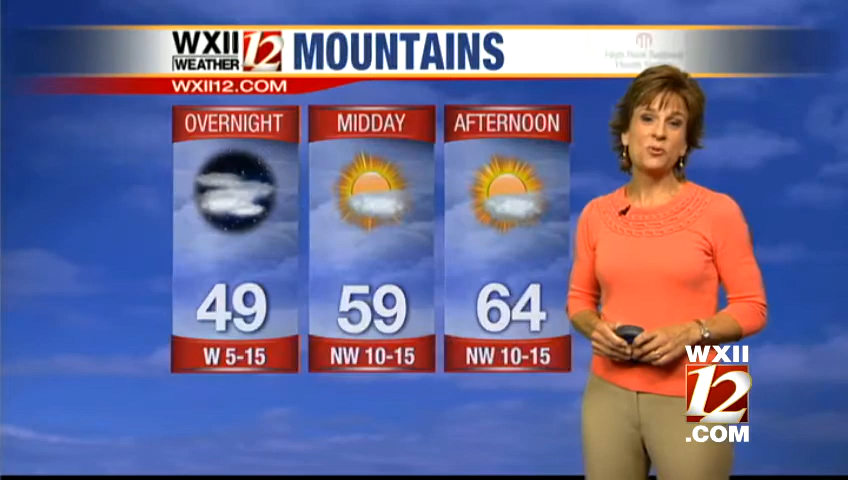 WXII 12 MOUNTAINS
WEATHER
WXII12.COM
OVERNIGHT MIDDAY AFTERNOON
49 59 64
W 5-15 NW 10-15 NW 10-15
WXII
12
.COM